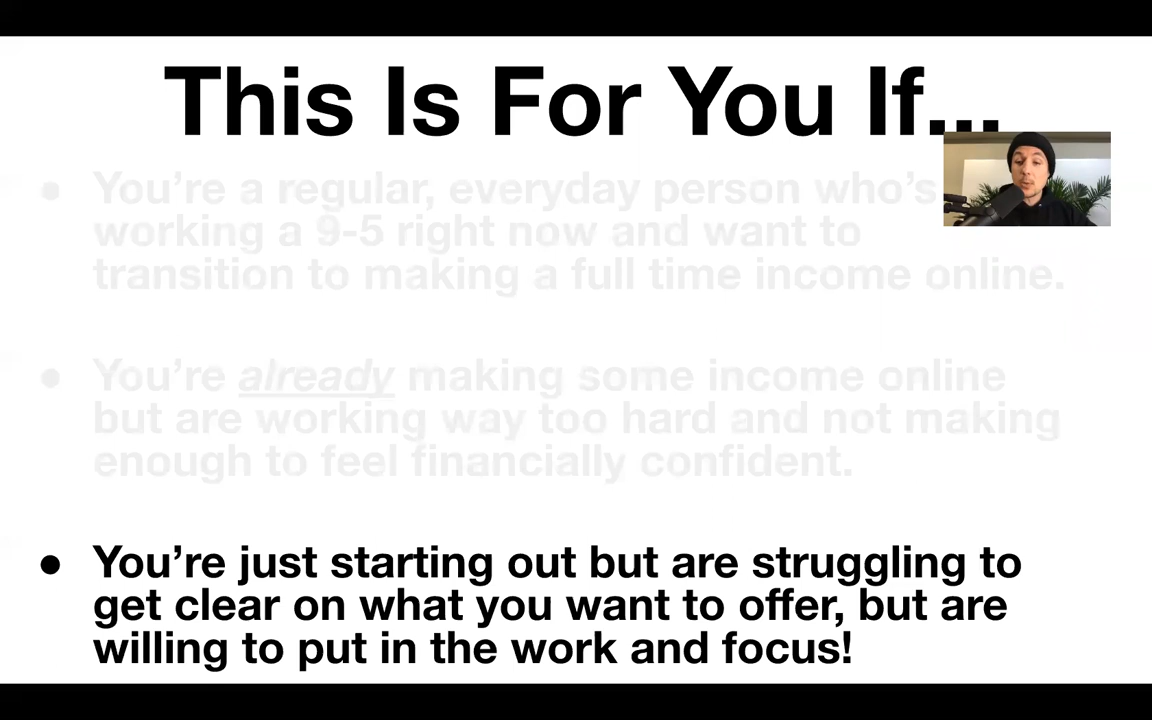 This Is For You If...
• You’re a regular, everyday person who’s
working a 9-5 right now and want to
transition to making a full time income online.
• You’re already making some income online
but are working way too hard and not making
enough to feel financially confident.
• You’re just starting out but are struggling to
get clear on what you want to offer, but are
willing to put in the work and focus!